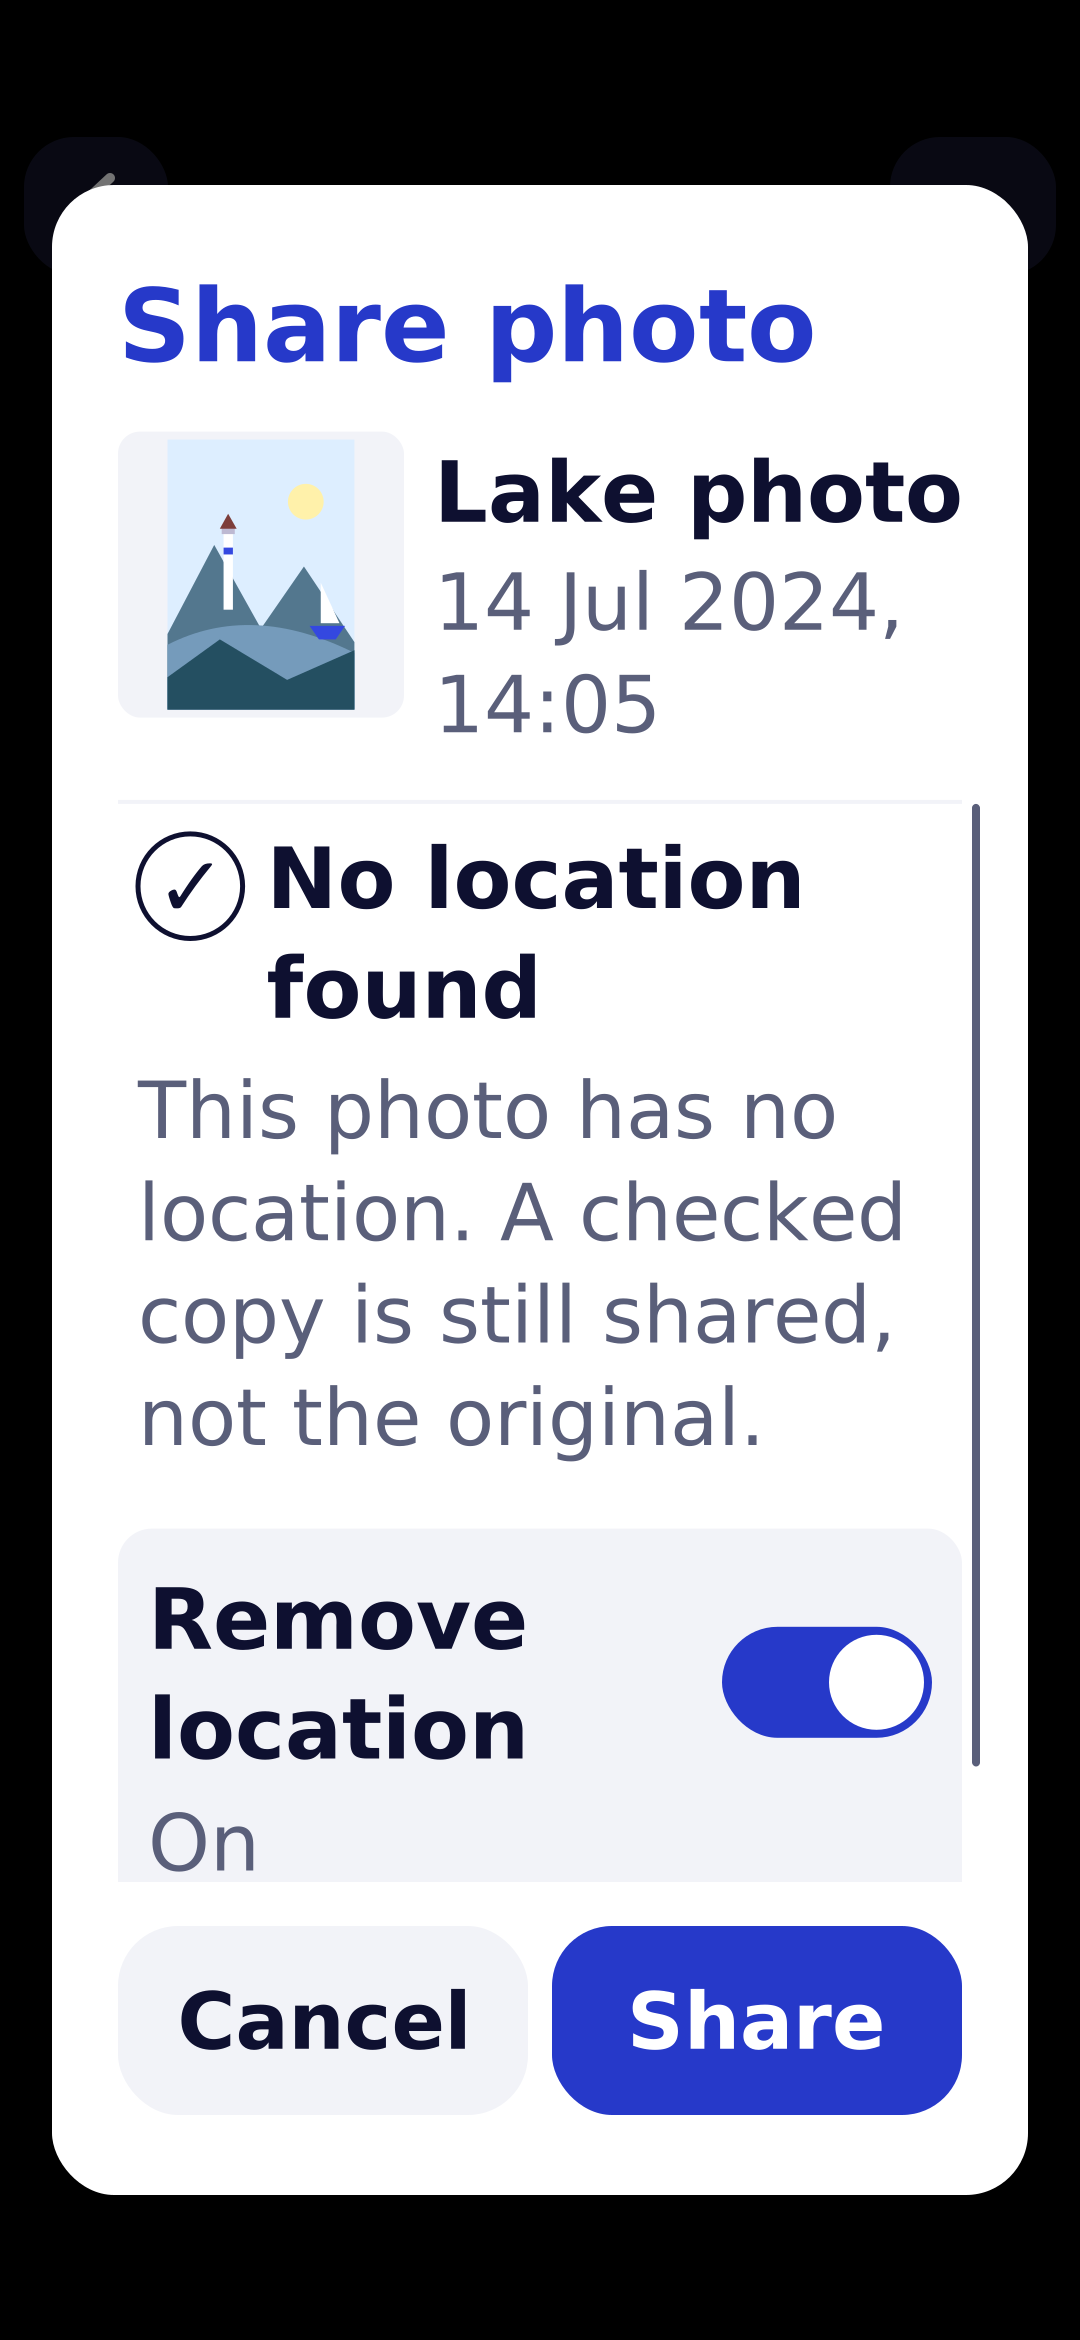 Share photo
Lake photo
14 Jul 2024,
14:05
✓ No location
found
This photo has no
location. A checked
copy is still shared,
not the original.
Remove
location
On
Cancel
Share